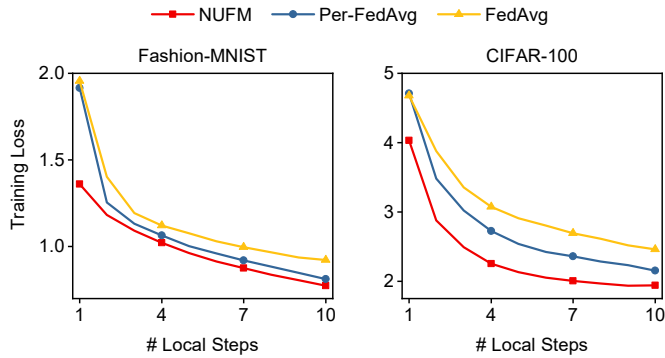 NUFM Per-FedAvg FedAvg
Fashion-MNIST CIFAR-100
Training Loss
2.0
1.5
1.0
1 4 7 10
# Local Steps
5
4
3
2
1 4 7 10
# Local Steps